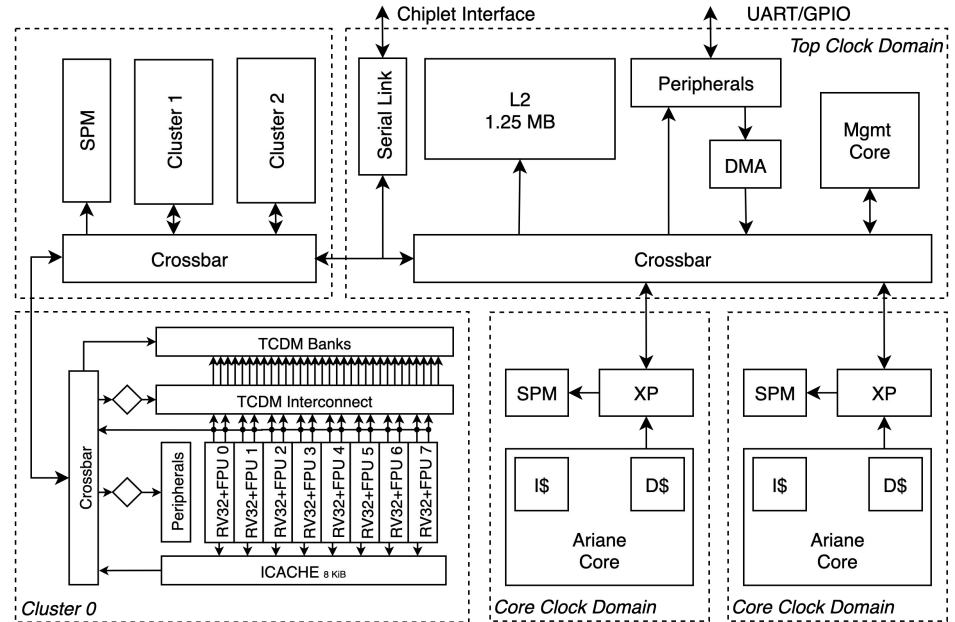 Chiplet Interface
UART/GPIO
Top Clock Domain
SPM
Cluster 1
Cluster 2
Serial Link
L2
1.25 MB
Peripherals
DMA
Mgmt
Core
Crossbar
Crossbar
TCDM Banks
TCDM Interconnect
Crossbar
Peripherals
RV32+FPU 0
RV32+FPU 1
RV32+FPU 2
RV32+FPU 3
RV32+FPU 4
RV32+FPU 5
RV32+FPU 6
RV32+FPU 7
ICACHE 8 KiB
Cluster 0
SPM
XP
I$
D$
Ariane
Core
Core Clock Domain
SPM
XP
I$
D$
Ariane
Core
Core Clock Domain